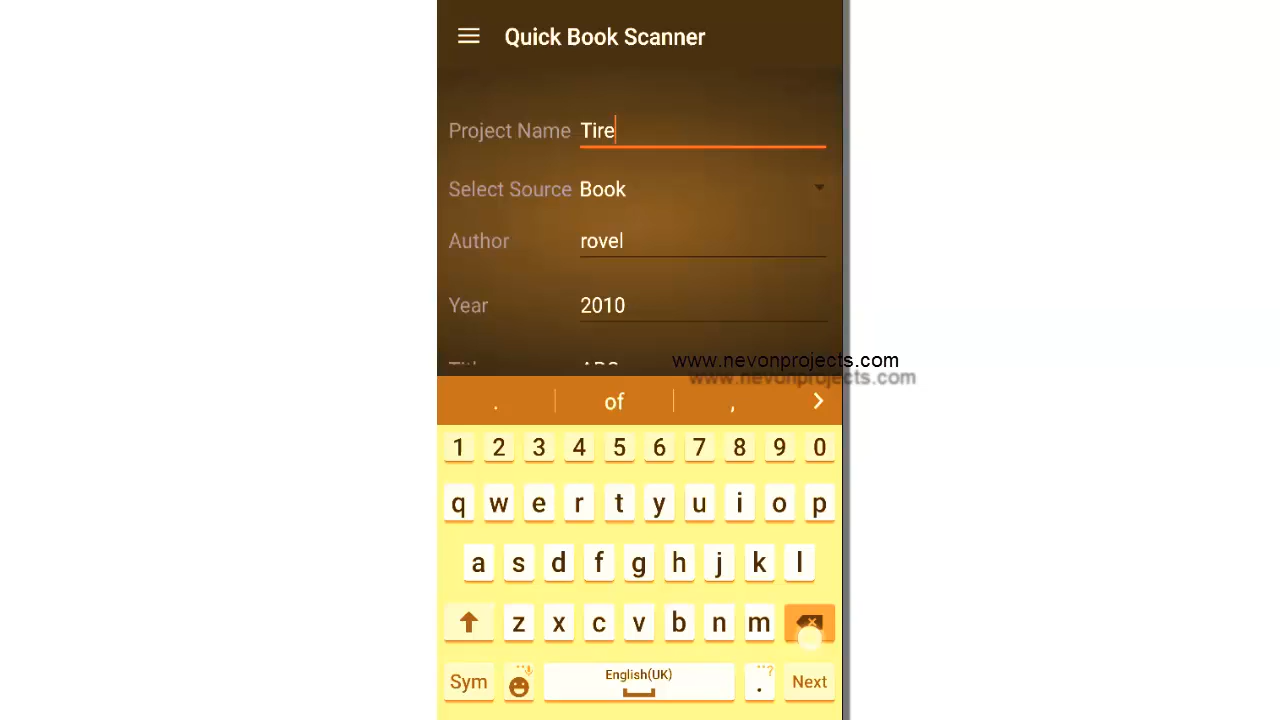 Quick Book Scanner
Project Name Tire
Select Source Book
Author rovel
Year 2010
www.nevonprojects.com
www.nevonprojects.com
. of ,
1 2 3 4 5 6 7 8 9 0
q w e r t y u i o p
a s d f g h j k l
z x c v b n m
Sym English(UK) . Next